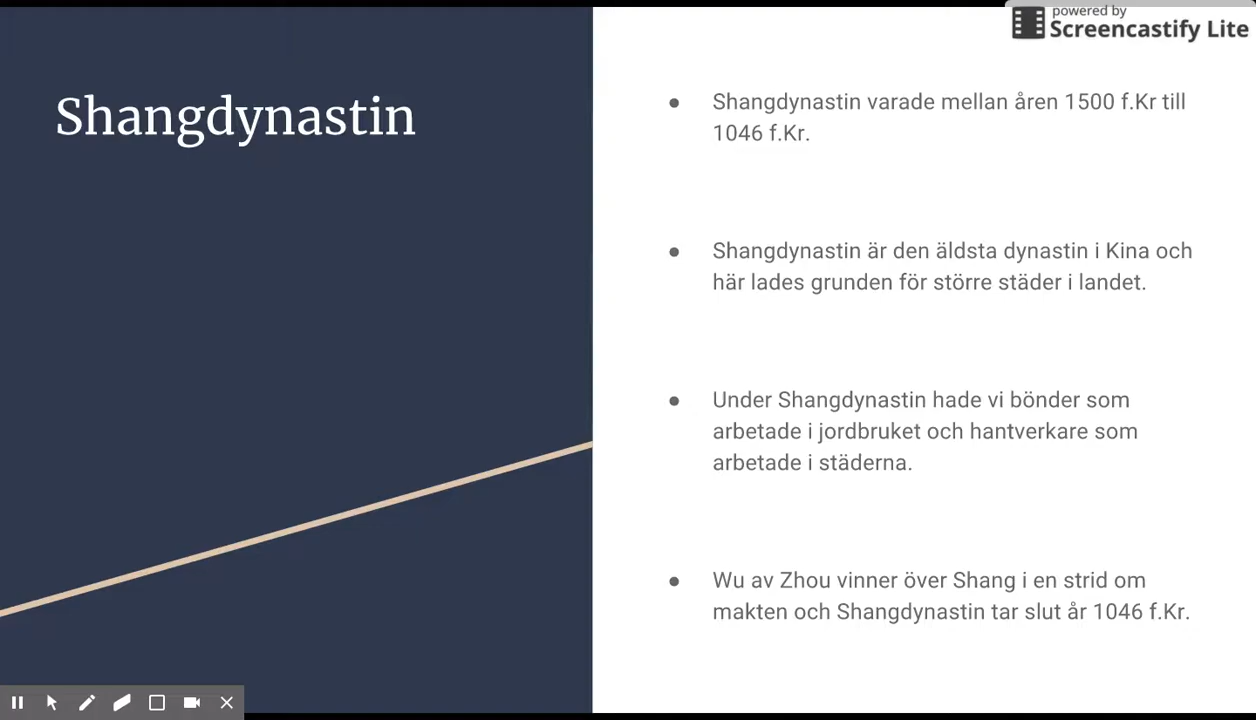 powered by
Screencastify Lite
Shangdynastin
Shangdynastin varade mellan åren 1500 f.Kr till
1046 f.Kr.
Shangdynastin är den äldsta dynastin i Kina och
här lades grunden för större städer i landet.
Under Shangdynastin hade vi bönder som
arbetade i jordbruket och hantverkare som
arbetade i städerna.
Wu av Zhou vinner över Shang i en strid om
makten och Shangdynastin tar slut år 1046 f.Kr.